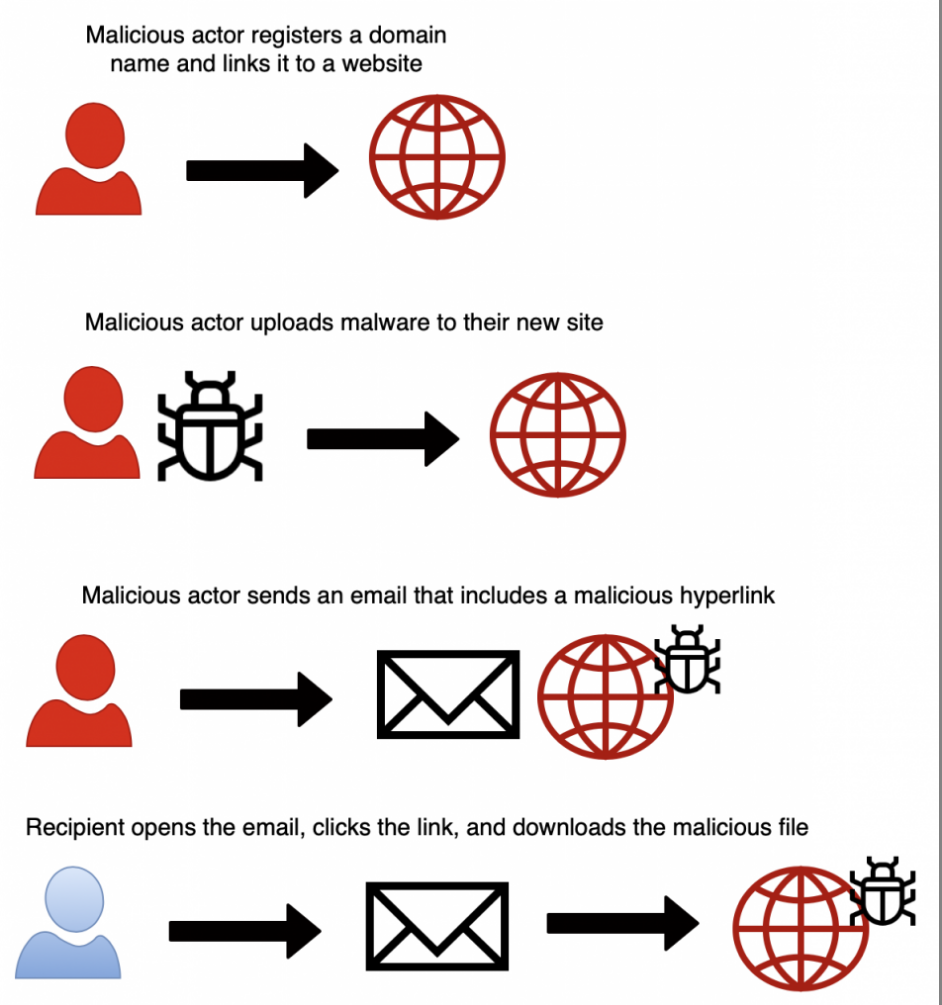 Malicious actor registers a domain
name and links it to a website
Malicious actor uploads malware to their new site
Malicious actor sends an email that includes a malicious hyperlink
Recipient opens the email, clicks the link, and downloads the malicious file